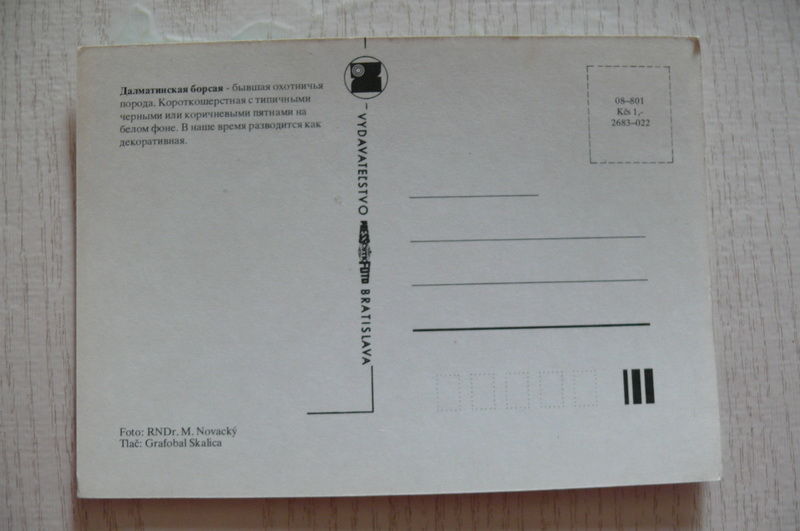 Далматинская борсая - бывшая охотничья
порода. Короткошерстная с типичными
черными или коричневыми пятнами на
белом фоне. В наше время разводится как
декоративная.
Foto: RNDr. M. Novacký
Tlač: Grafobal Skalica
– VYDAVATEĽSTVO PRESSFOTO BRATISLAVA
08–801
Kčs 1,-
2683–022